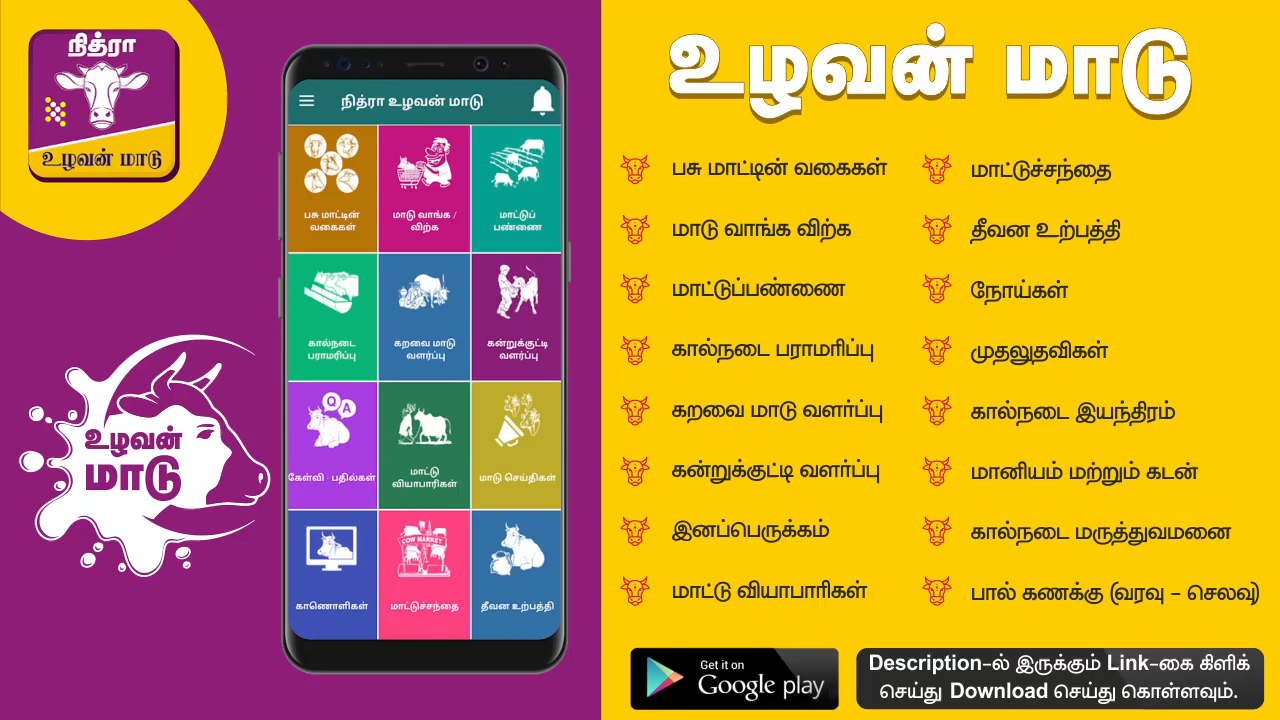 நித்ரா
உழவன் மாடு
நித்ரா உழவன் மாடு
பசு மாட்டின்
வகைகள்
மாடு வாங்க /
விற்க
மாட்டுப்
பண்ணை
கால்நடை
பராமரிப்பு
கறவை மாடு
வளர்ப்பு
கன்றுக்குட்டி
வளர்ப்பு
Q A
கேள்வி - பதில்கள்
மாட்டு
வியாபாரிகள்
மாடு செய்திகள்
காணொளிகள்
COW MARKET
மாட்டுச்சந்தை
தீவன உற்பத்தி
உழவன்
மாடு
உழவன் மாடு
பசு மாட்டின் வகைகள்
மாடு வாங்க விற்க
மாட்டுப்பண்ணை
கால்நடை பராமரிப்பு
கறவை மாடு வளர்ப்பு
கன்றுக்குட்டி வளர்ப்பு
இனப்பெருக்கம்
மாட்டு வியாபாரிகள்
மாட்டுச்சந்தை
தீவன உற்பத்தி
நோய்கள்
முதலுதவிகள்
கால்நடை இயந்திரம்
மானியம் மற்றும் கடன்
கால்நடை மருத்துவமனை
பால் கணக்கு (வரவு - செலவு)
Get it on
Google play
Description-ல் இருக்கும் Link-கை கிளிக்
செய்து Download செய்து கொள்ளவும்.